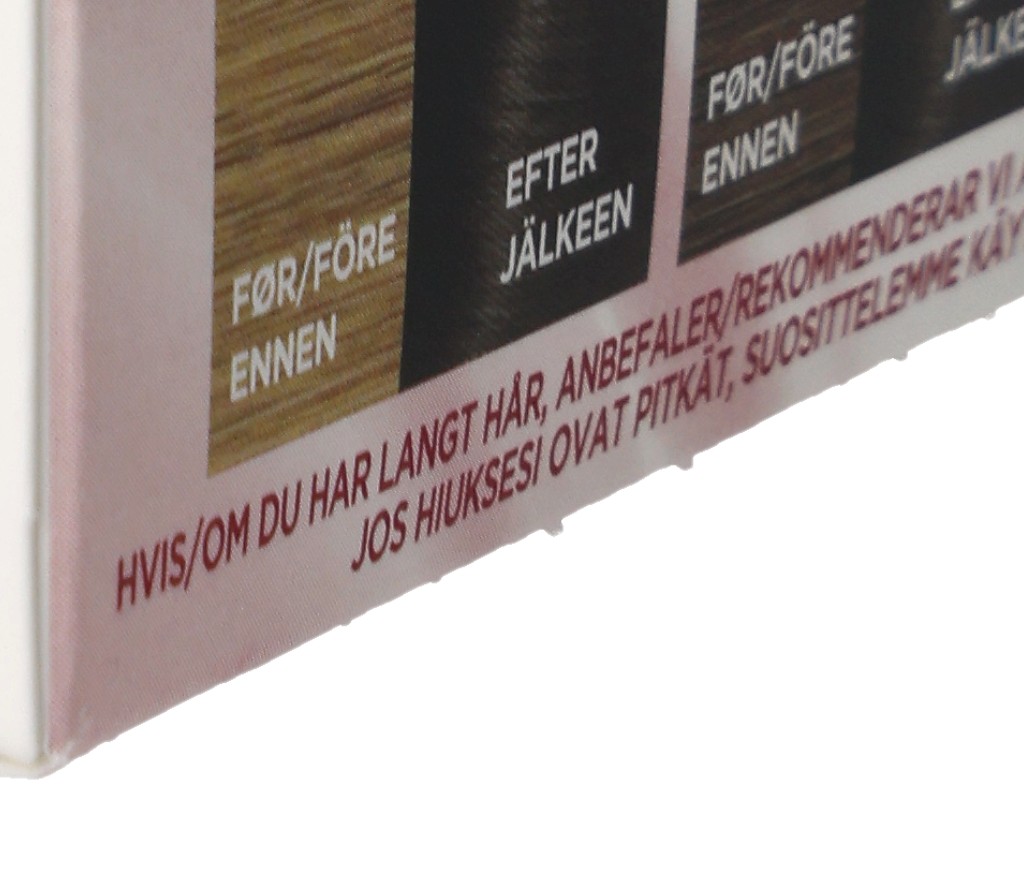 FØR/FÖRE
ENNEN
EFTER
JÄLKEEN
FØR/FÖRE
ENNEN
HVIS/OM DU HAR LANGT HÅR, ANBEFALER/REKOMMENDERAR VI
JOS HIUKSESI OVAT PITKÄT, SUOSITTELEMME